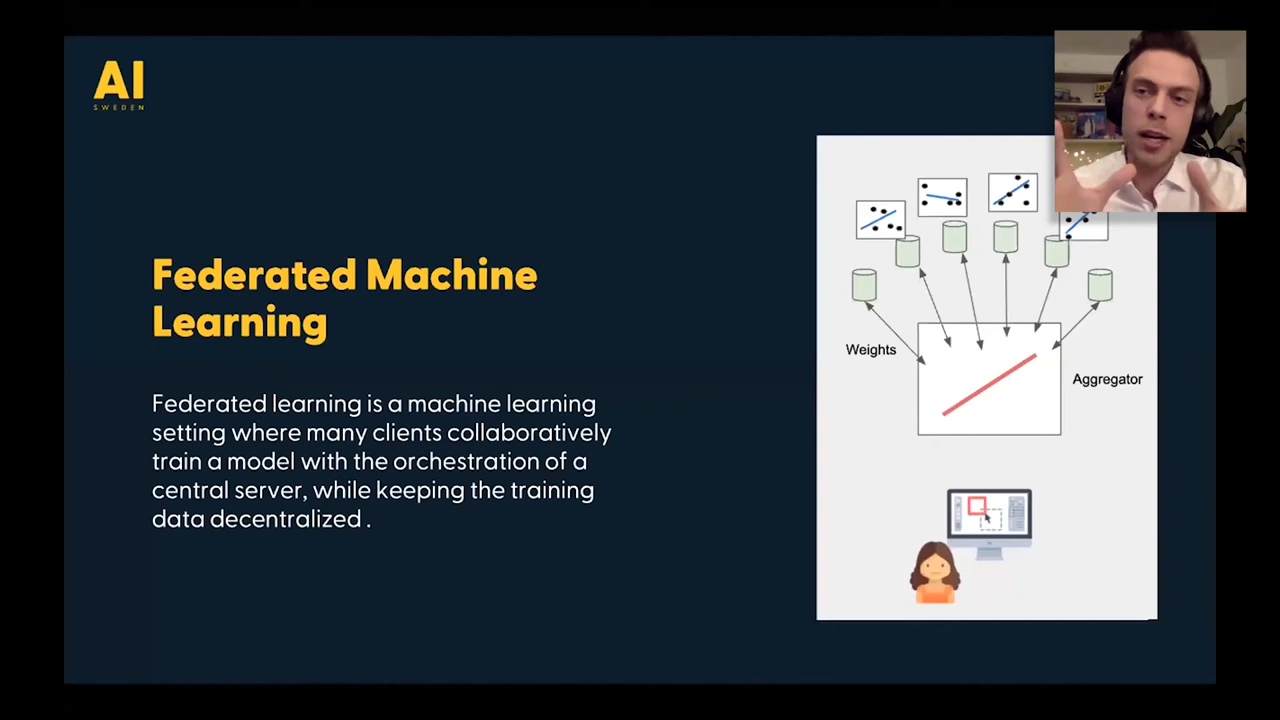 AI
SWEDEN
Federated Machine
Learning
Federated learning is a machine learning
setting where many clients collaboratively
train a model with the orchestration of a
central server, while keeping the training
data decentralized .
Weights
Aggregator